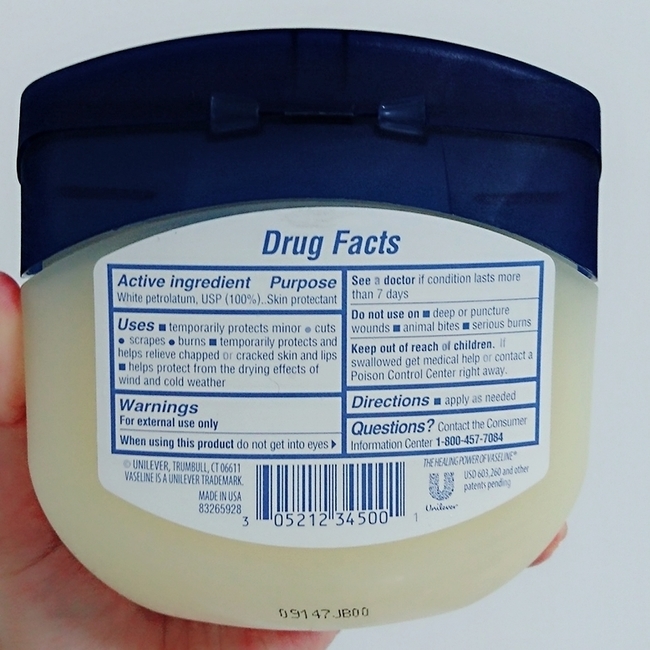 Drug Facts
Active ingredient Purpose
White petrolatum, USP (100%)..Skin protectant
Uses ■ temporarily protects minor ● cuts
● scrapes ● burns ■ temporarily protects and
helps relieve chapped or cracked skin and lips
■ helps protect from the drying effects of
wind and cold weather
Warnings
For external use only
When using this product do not get into eyes ▶
See a doctor if condition lasts more
than 7 days
Do not use on ■ deep or puncture
wounds ■ animal bites ■ serious burns
Keep out of reach of children. If
swallowed get medical help or contact a
Poison Control Center right away.
Directions ■ apply as needed
Questions? Contact the Consumer
Information Center 1-800-457-7084
© UNILEVER, TRUMBULL, CT 06611
VASELINE IS A UNILEVER TRADEMARK.
MADE IN USA
83265928
3 05212 34500 1
THE HEALING POWER OF VASELINE®
USD 603,260 and other
patents pending
Unilever
09147JB00